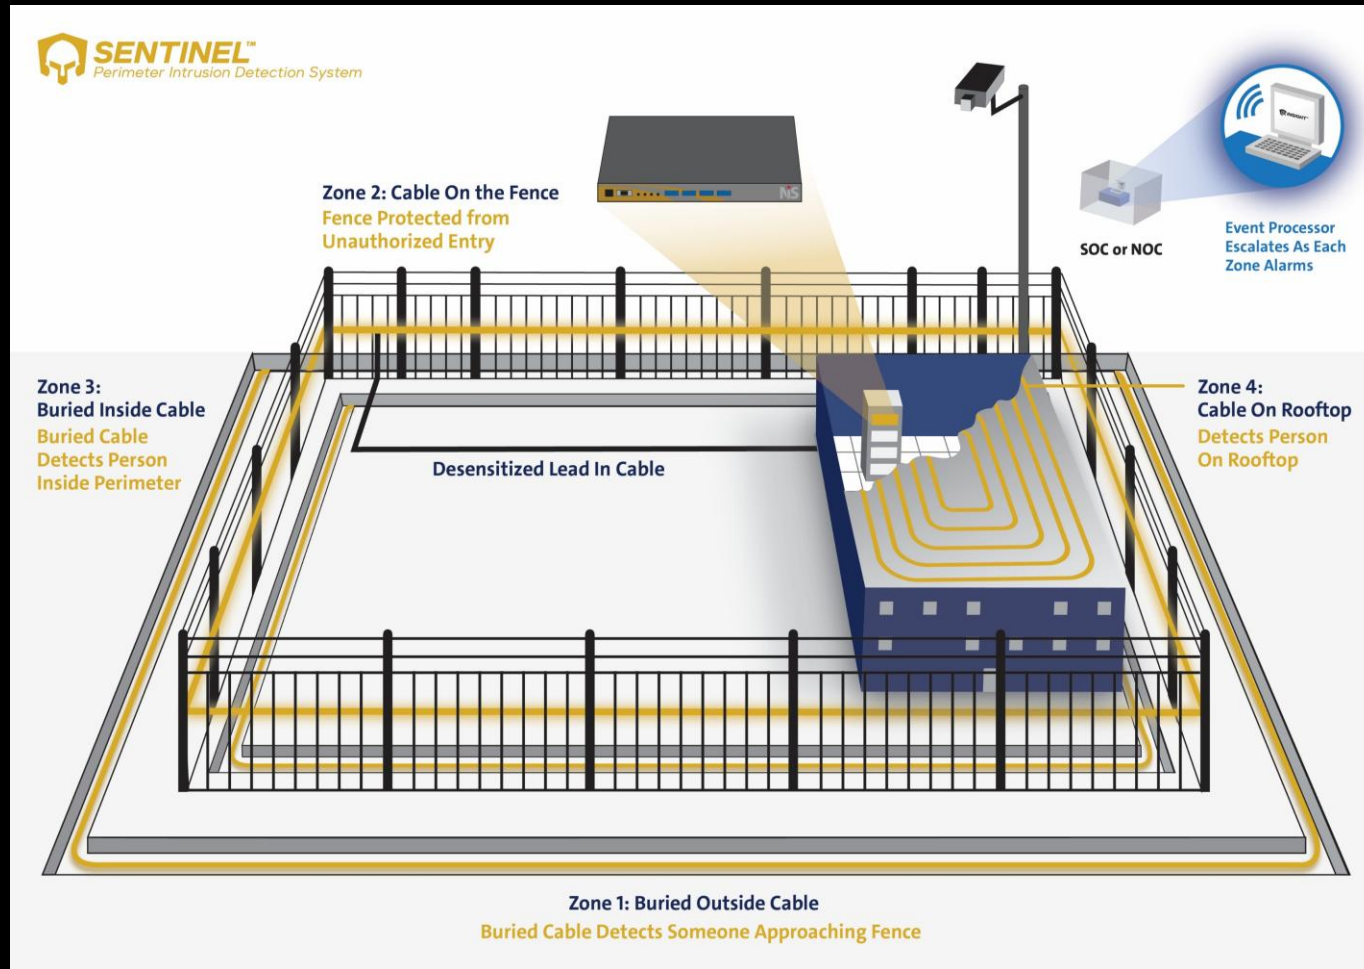 SENTINEL™
Perimeter Intrusion Detection System
Zone 2: Cable On the Fence
Fence Protected from
Unauthorized Entry
NIS
INSIGHT™
SOC or NOC
Event Processor
Escalates As Each
Zone Alarms
Zone 3:
Buried Inside Cable
Buried Cable
Detects Person
Inside Perimeter
Desensitized Lead In Cable
Zone 4:
Cable On Rooftop
Detects Person
On Rooftop
Zone 1: Buried Outside Cable
Buried Cable Detects Someone Approaching Fence